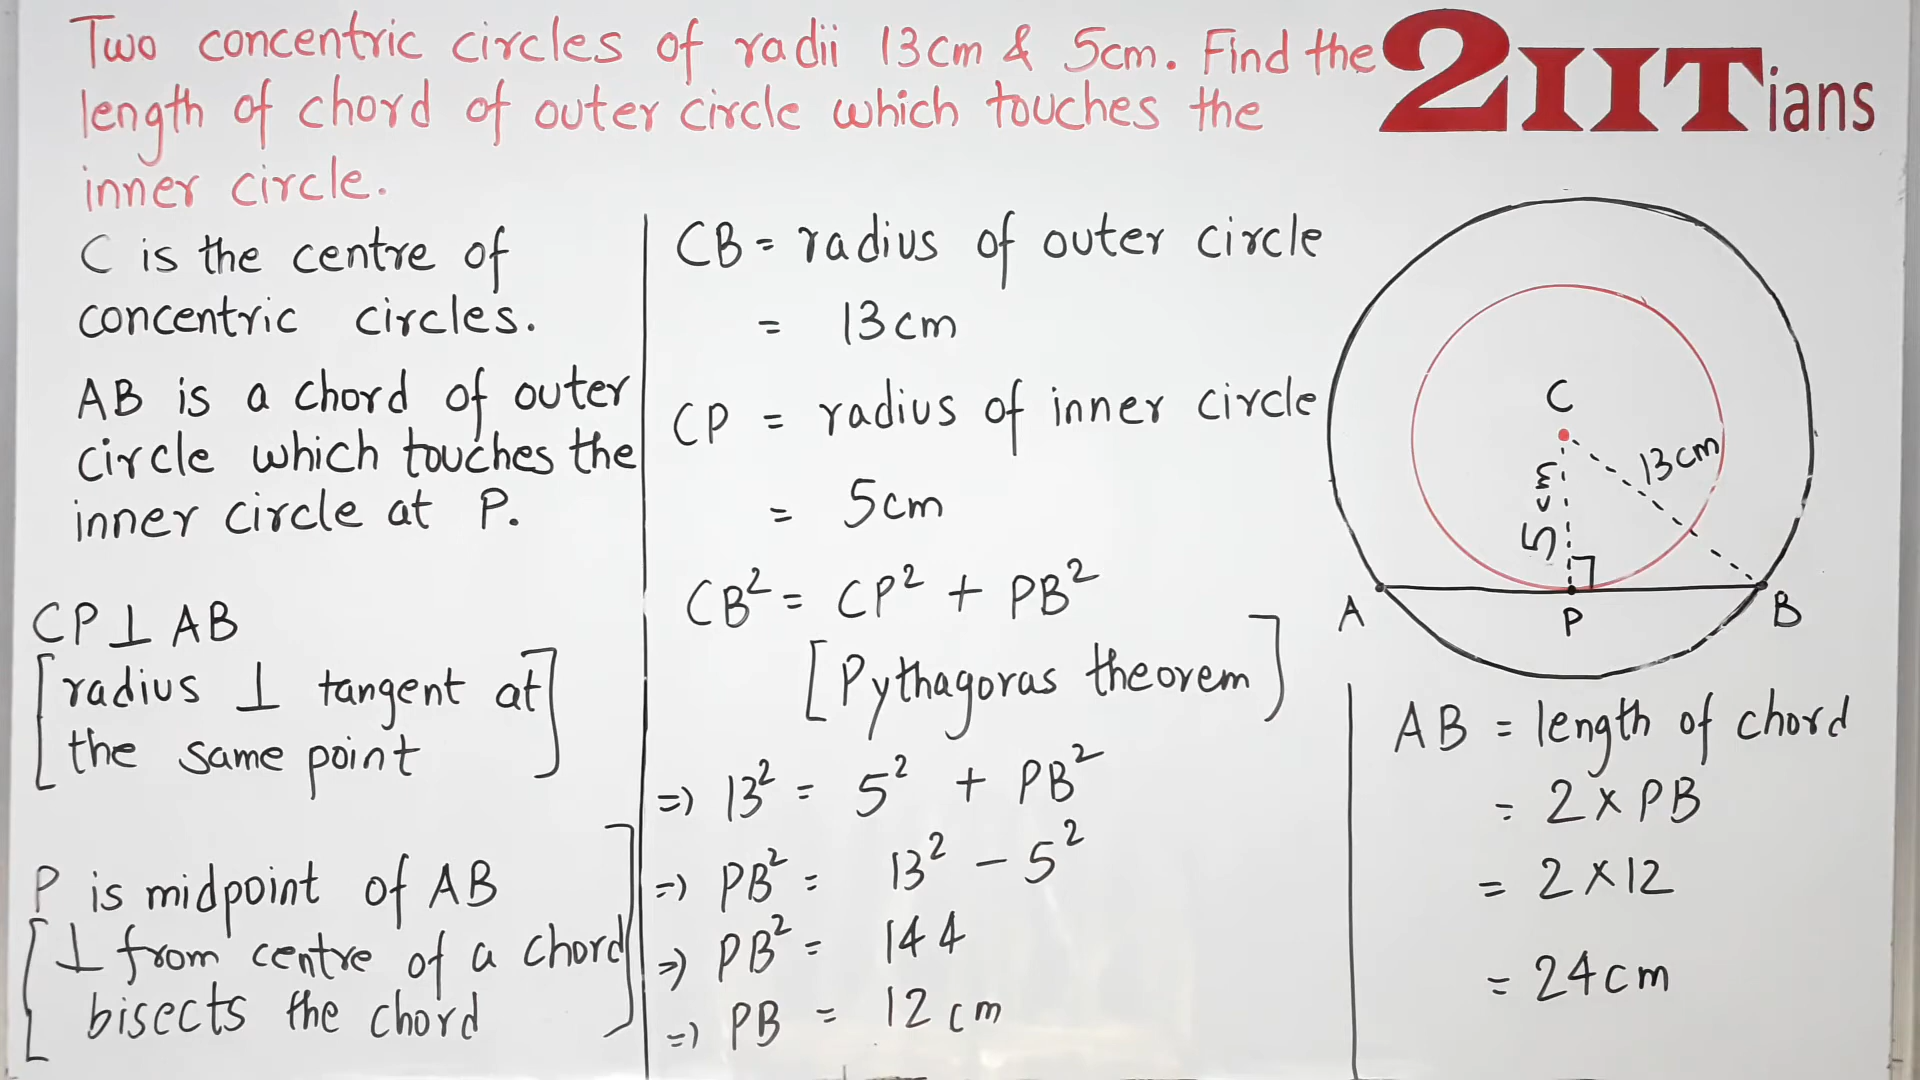 Two concentric circles of radii 13cm & 5cm. Find the
length of chord of outer circle which touches the
inner circle.
2IITians
C is the centre of
concentric circles.
AB is a chord of outer
circle which touches the
inner circle at P.
CP ⊥ AB
[radius ⊥ tangent at
the same point]
P is midpoint of AB
[⊥ from centre of a chord
bisects the chord]
CB = radius of outer circle
= 13cm
CP = radius of inner circle
= 5cm
CB² = CP² + PB²
[Pythagoras theorem]
=> 13² = 5² + PB²
=> PB² = 13² - 5²
=> PB² = 144
=> PB = 12 cm
C
13cm
5cm
A
P
B
AB = length of chord
= 2 × PB
= 2 × 12
= 24cm